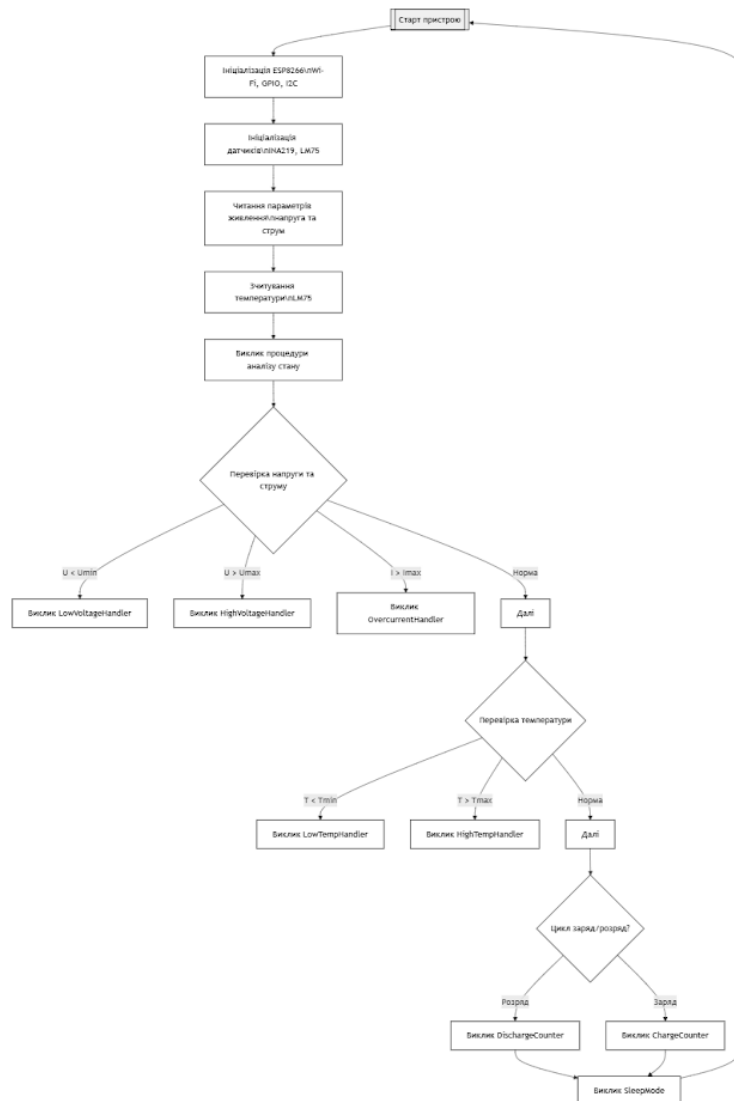 Старт пристрою
Ініціалізація ESP8266\nWi-
Fi, GPIO, I2C
Ініціалізація
датчиків\nINA219, LM75
Читання параметрів
живлення\nнапруга та
струм
Зчитування
температури\nLM75
Виклик процедури
аналізу стану
Перевірка напруги та
струму
U < Umin
U > Umax
I > Imax
Норма
Виклик LowVoltageHandler
Виклик HighVoltageHandler
Виклик
OvercurrentHandler
Далі
Перевірка температури
T < Tmin
T > Tmax
Норма
Виклик LowTempHandler
Виклик HighTempHandler
Далі
Цикл заряд/розряд?
Розряд
Заряд
Виклик DischargeCounter
Виклик ChargeCounter
Виклик SleepMode